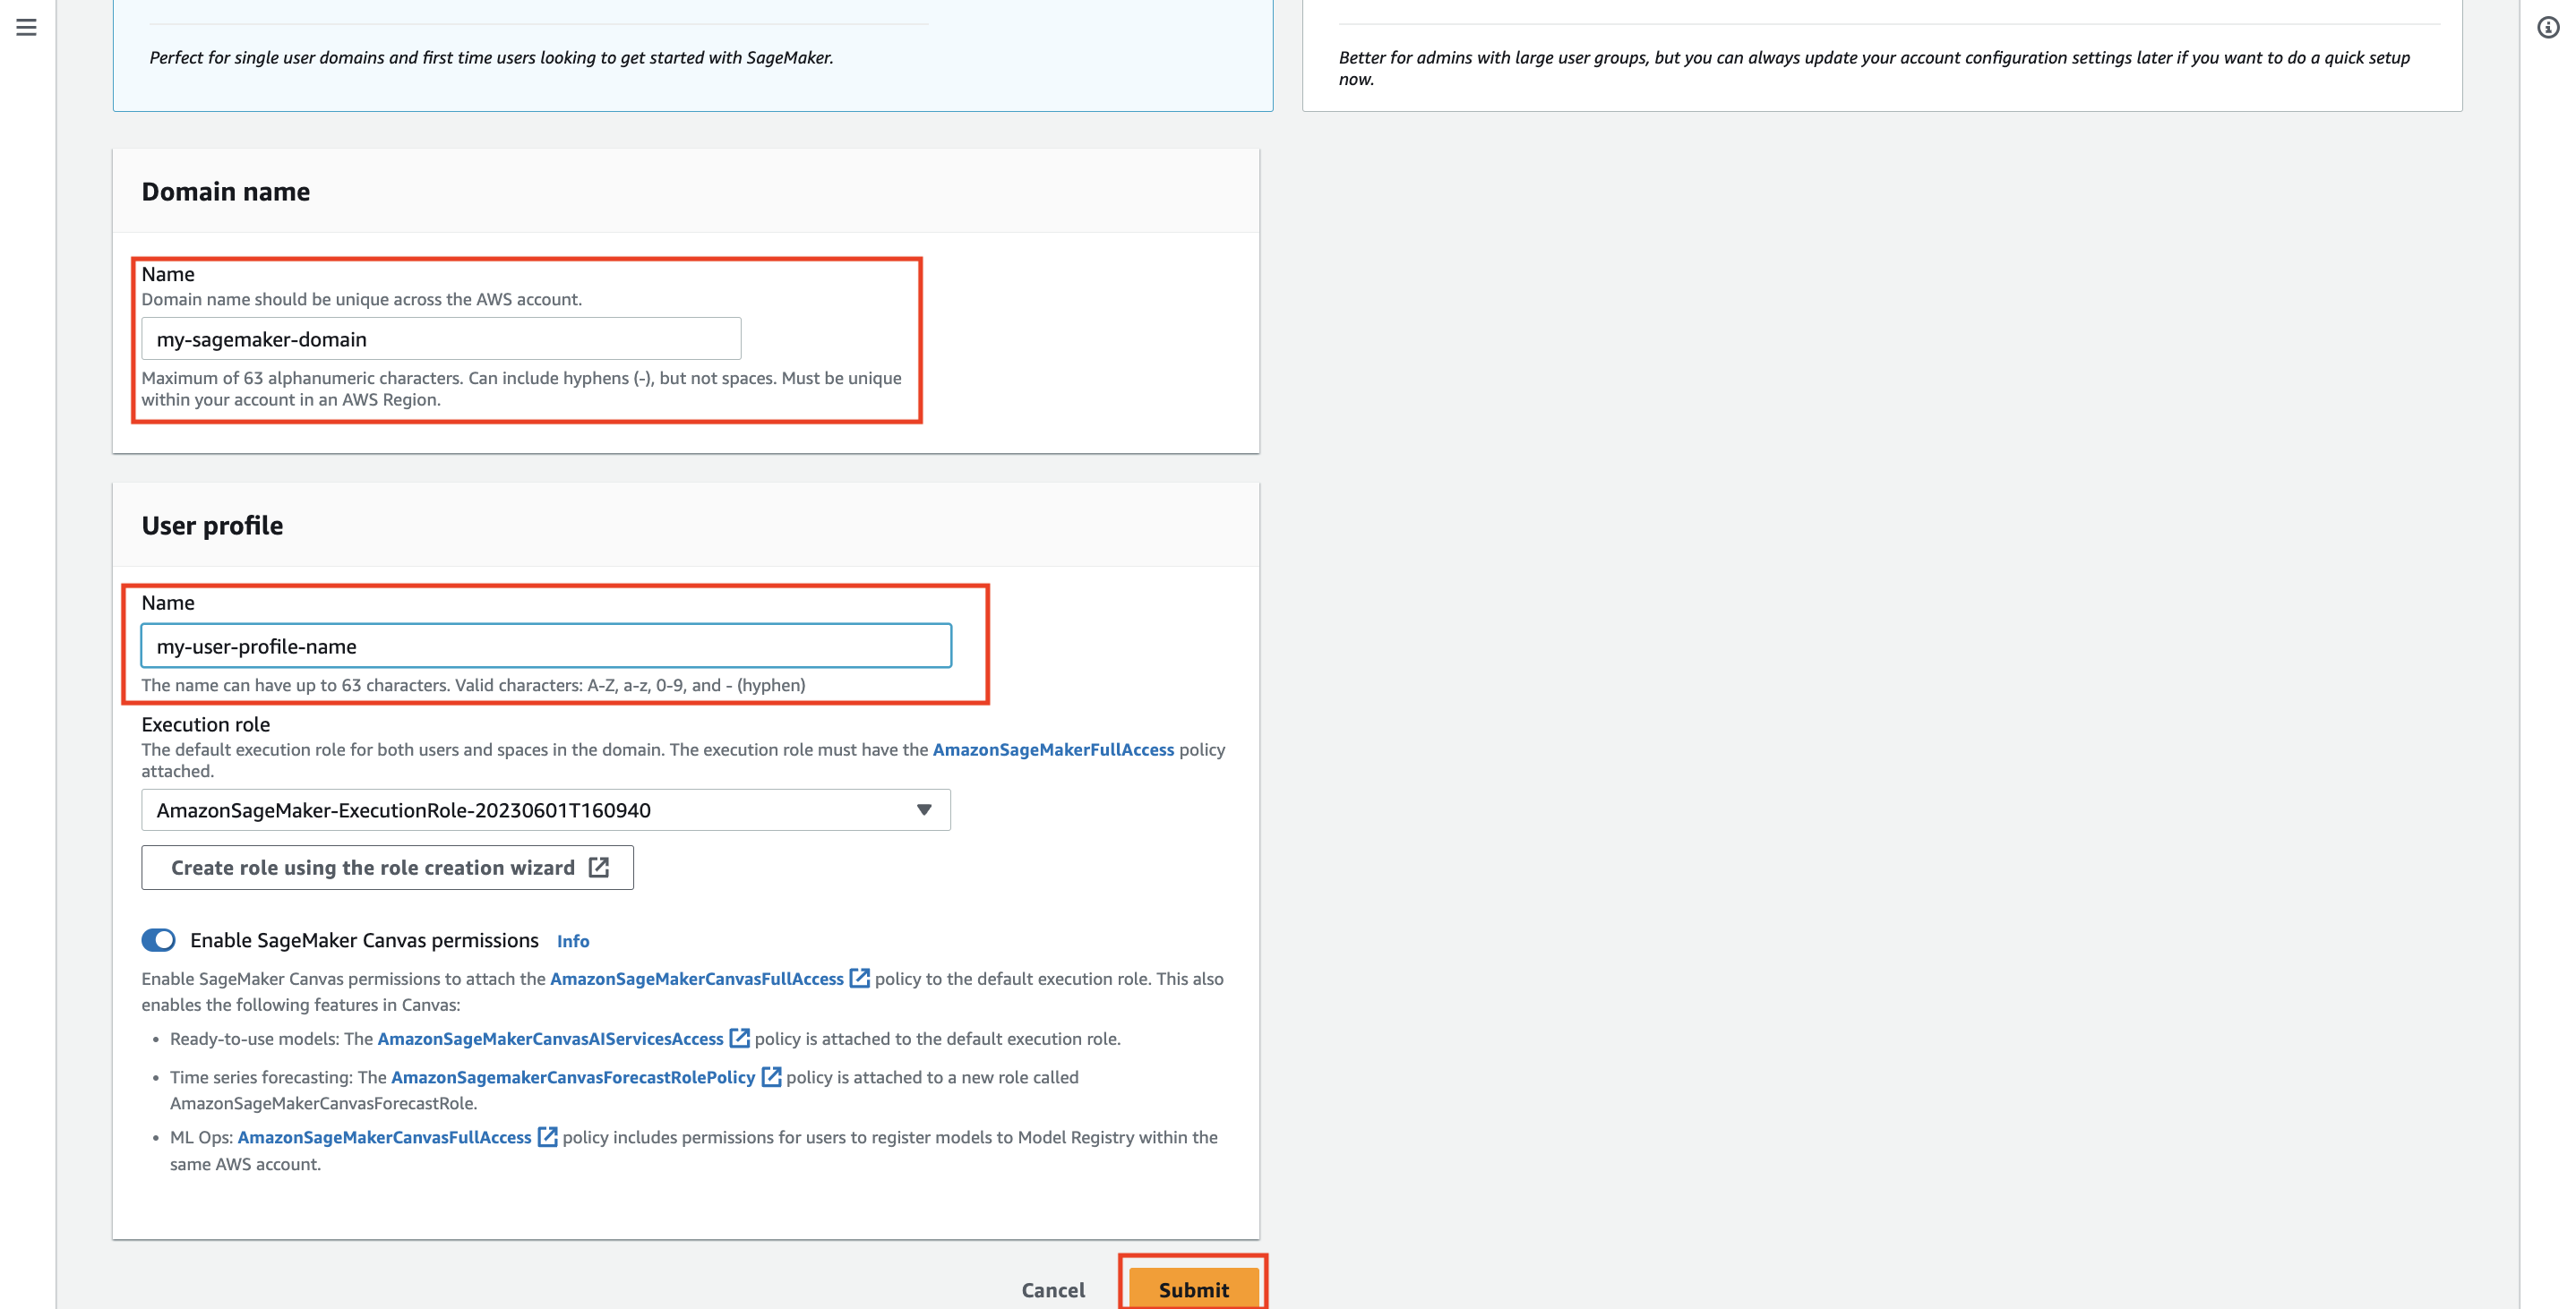 Perfect for single user domains and first time users looking to get started with SageMaker.
Better for admins with large user groups, but you can always update your account configuration settings later if you want to do a quick setup
now.
Domain name
Name
Domain name should be unique across the AWS account.
my-sagemaker-domain
Maximum of 63 alphanumeric characters. Can include hyphens (-), but not spaces. Must be unique
within your account in an AWS Region.
User profile
Name
my-user-profile-name
The name can have up to 63 characters. Valid characters: A-Z, a-z, 0-9, and - (hyphen)
Execution role
The default execution role for both users and spaces in the domain. The execution role must have the AmazonSageMakerFullAccess policy
attached.
AmazonSageMaker-ExecutionRole-20230601T160940
Create role using the role creation wizard
Enable SageMaker Canvas permissions Info
Enable SageMaker Canvas permissions to attach the AmazonSageMakerCanvasFullAccess policy to the default execution role. This also
enables the following features in Canvas:
• Ready-to-use models: The AmazonSageMakerCanvasAIServicesAccess policy is attached to the default execution role.
• Time series forecasting: The AmazonSagemakerCanvasForecastRolePolicy policy is attached to a new role called
AmazonSageMakerCanvasForecastRole.
• ML Ops: AmazonSageMakerCanvasFullAccess policy includes permissions for users to register models to Model Registry within the
same AWS account.
Cancel Submit